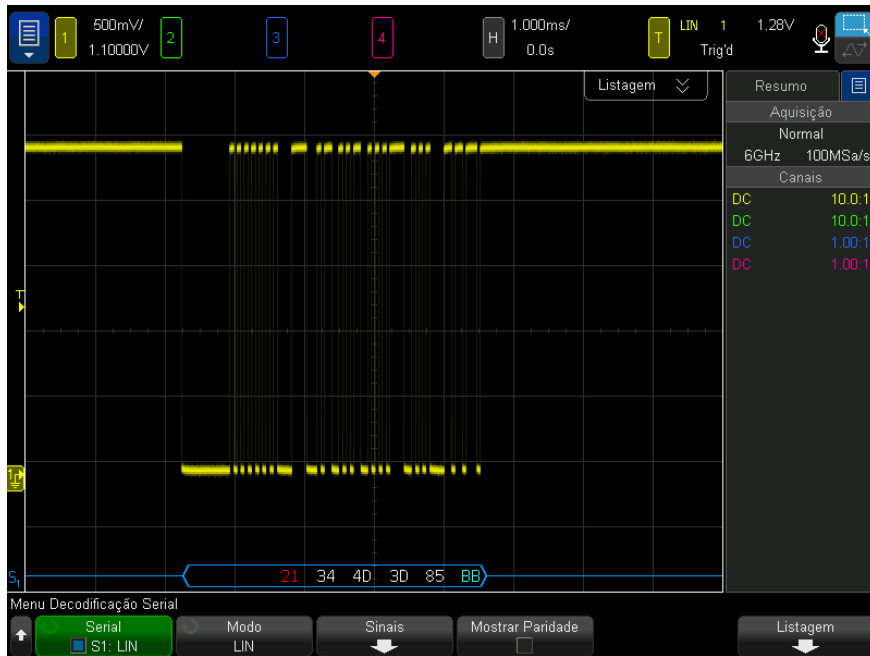 1 500mV/ 2 3 4 H 1.000ms/ T LIN 1 1.28V
1.10000V 0.0s Trig'd
Listagem
Resumo
Aquisição
Normal
6GHz 100MSa/s
Canais
DC 10.0:1
DC 10.0:1
DC 1.00:1
DC 1.00:1
T
1
S1 21 34 4D 3D 85 BB
Menu Decodificação Serial
Serial Modo Sinais Mostrar Paridade Listagem
S1: LIN LIN